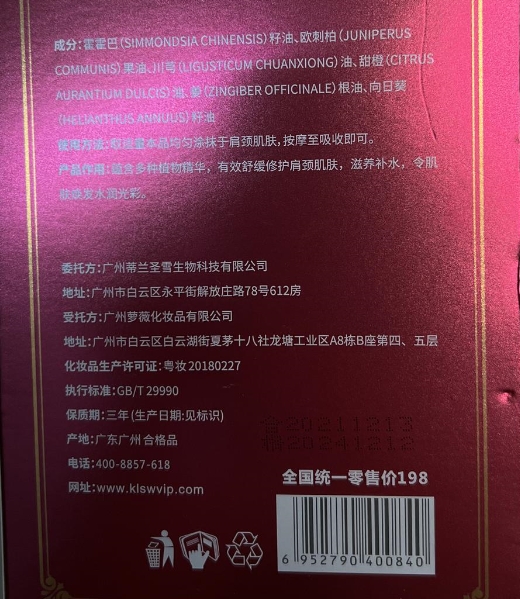 成分：霍霍巴（SIMMONDSIA CHINENSIS）籽油、欧刺柏（JUNIPERUS
COMMUNIS）果油、川芎（LIGUSTICUM CHUANXIONG）油、甜橙（CITRUS
AURANTIUM DULCIS）油、姜（ZINGIBER OFFICINALE）根油、向日葵
（HELIANTHUS ANNUUS）籽油
使用方法：取适量本品均匀涂抹于肩颈肌肤,按摩至吸收即可。
产品作用：蕴含多种植物精华，有效舒缓修护肩颈肌肤，滋养补水，令肌
肤焕发水润光彩。
委托方：广州蒂兰圣雪生物科技有限公司
地址：广州市白云区永平街解放庄路78号612房
受托方：广州萝薇化妆品有限公司
地址：广州市白云区白云湖街夏茅十八社龙塘工业区A8栋B座第四、五层
化妆品生产许可证：粤妆20180227
执行标准：GB/T 29990
保质期：三年(生产日期:见标识)
产地：广东广州 合格品
电话：400-8857-618
网址：www.klswvip.com
20211213
20241212
全国统一零售价198
6 952790 400840